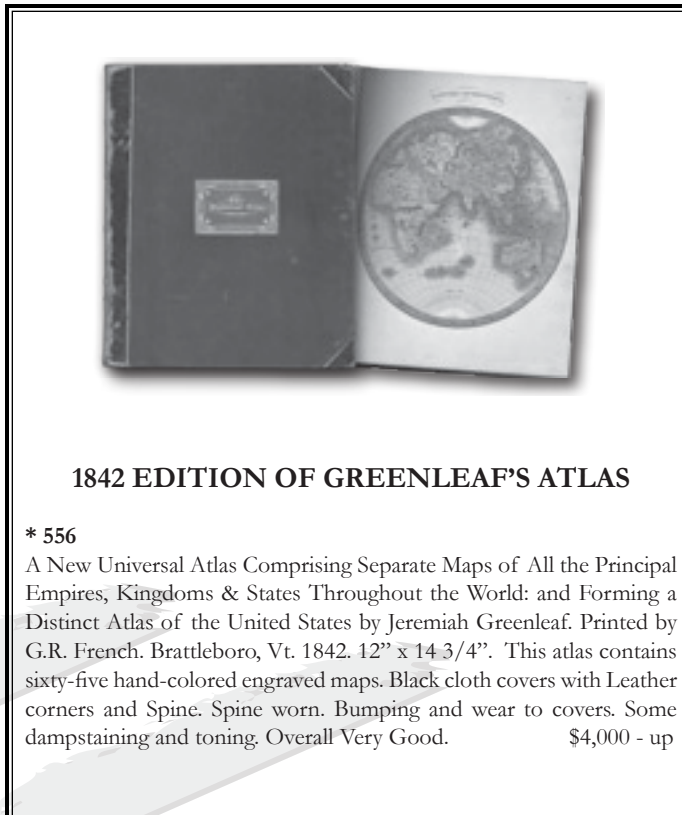 1842 EDITION OF GREENLEAF’S ATLAS
* 556
A New Universal Atlas Comprising Separate Maps of All the Principal
Empires, Kingdoms & States Throughout the World: and Forming a
Distinct Atlas of the United States by Jeremiah Greenleaf. Printed by
G.R. French. Brattleboro, Vt. 1842. 12” x 14 3/4”.  This atlas contains
sixty-five hand-colored engraved maps. Black cloth covers with Leather
corners and Spine. Spine worn. Bumping and wear to covers. Some
dampstaining and toning. Overall Very Good. $4,000 - up